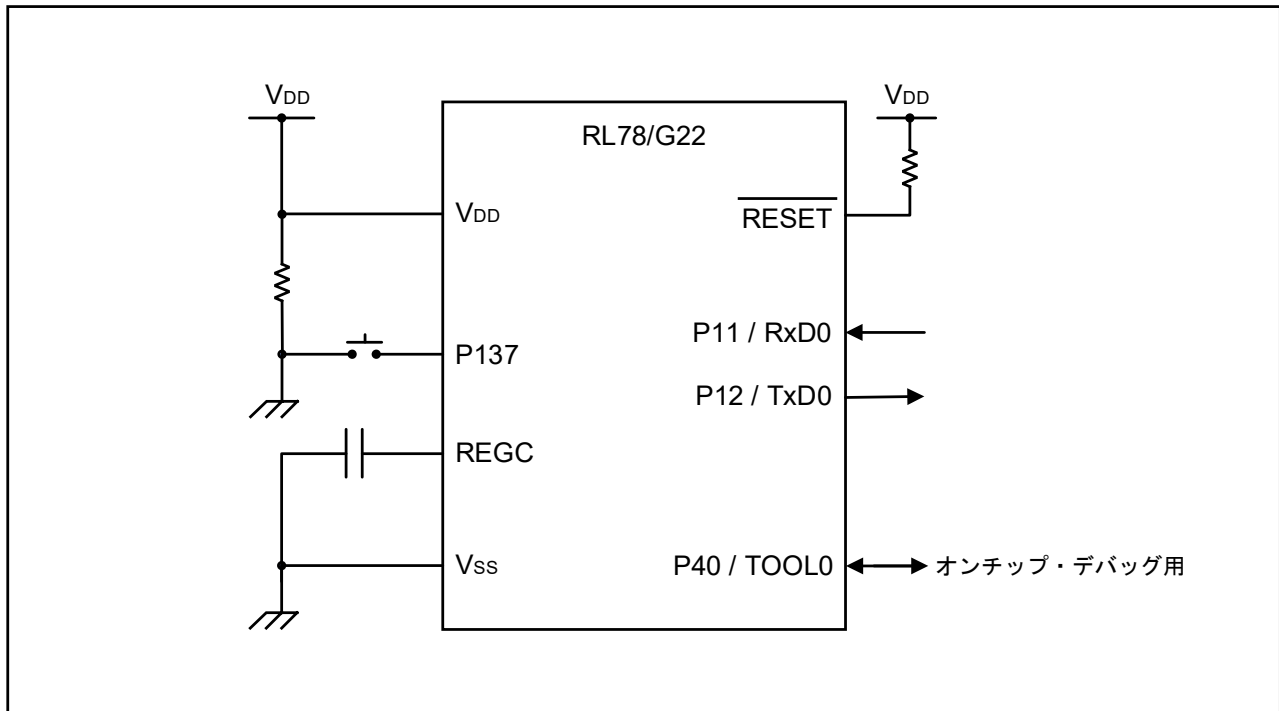 VDD
VDD
RL78/G22
VDD
RESET
P11 / RxD0
P137
P12 / TxD0
REGC
VSS
P40 / TOOL0
オンチップ・デバッグ用